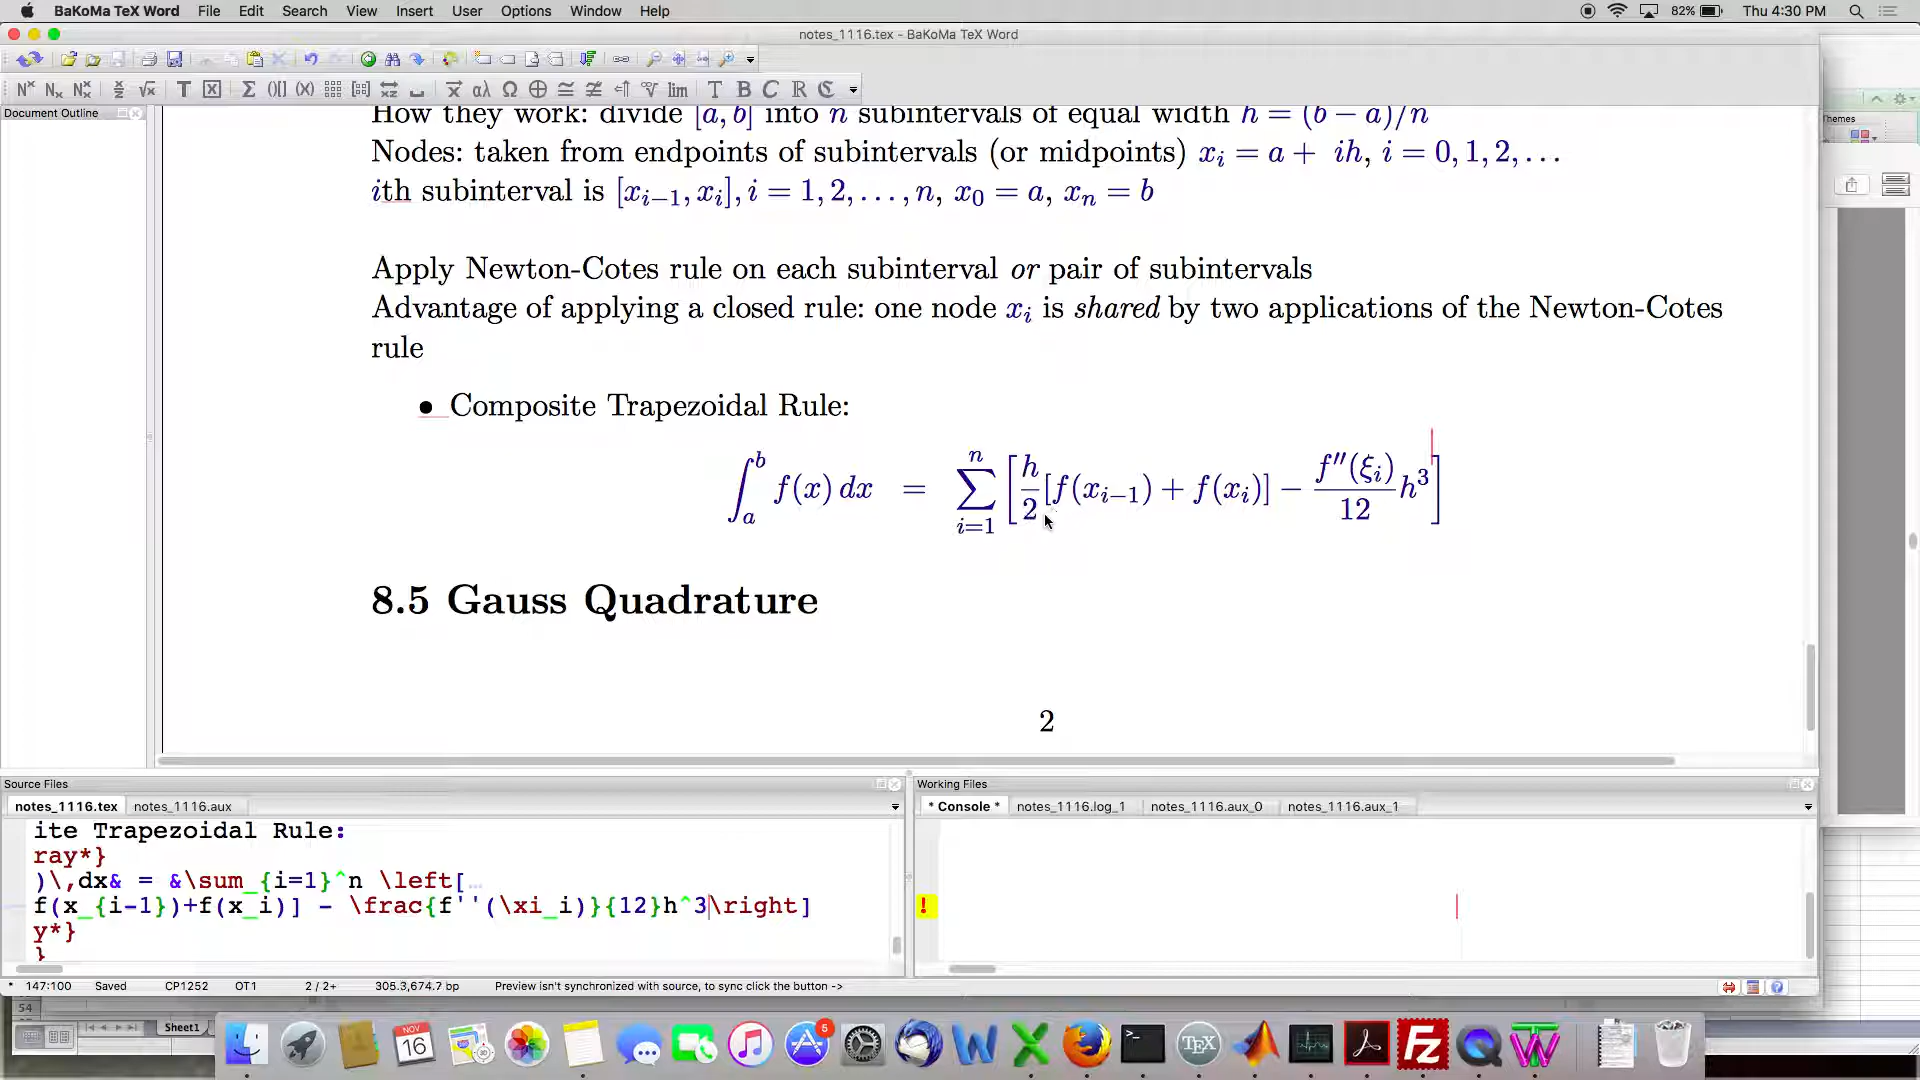 BaKoMa TeX Word File Edit Search View Insert User Options Window Help 82% Thu 4:30 PM
notes_1116.tex - BaKoMa TeX Word
Document Outline
How they work: divide [a, b] into n subintervals of equal width h = (b − a)/n
Nodes: taken from endpoints of subintervals (or midpoints) x_i = a + ih, i = 0, 1, 2, . . .
ith subinterval is [x_{i−1}, x_i], i = 1, 2, . . . , n, x_0 = a, x_n = b
Apply Newton-Cotes rule on each subinterval or pair of subintervals
Advantage of applying a closed rule: one node x_i is shared by two applications of the Newton-Cotes
rule
• Composite Trapezoidal Rule:
∫_a^b f(x) dx = ∑_{i=1}^n [ h/2 [f(x_{i−1}) + f(x_i)] − f''(ξ_i)/12 h^3 ]
8.5 Gauss Quadrature
2
Source Files
notes_1116.tex notes_1116.aux
ite Trapezoidal Rule:
ray*}
)\,dx& = &\sum_{i=1}^n \left[...
f(x_{i-1})+f(x_i)] - \frac{f''(\xi_i)}{12}h^3\right]
y*}
}
Working Files
* Console * notes_1116.log_1 notes_1116.aux_0 notes_1116.aux_1
!
* 147:100 Saved CP1252 OT1 2 / 2+ 305.3,674.7 bp Preview isn't synchronized with source, to sync click the button ->
54
Sheet1
NOV
16
5
TEX